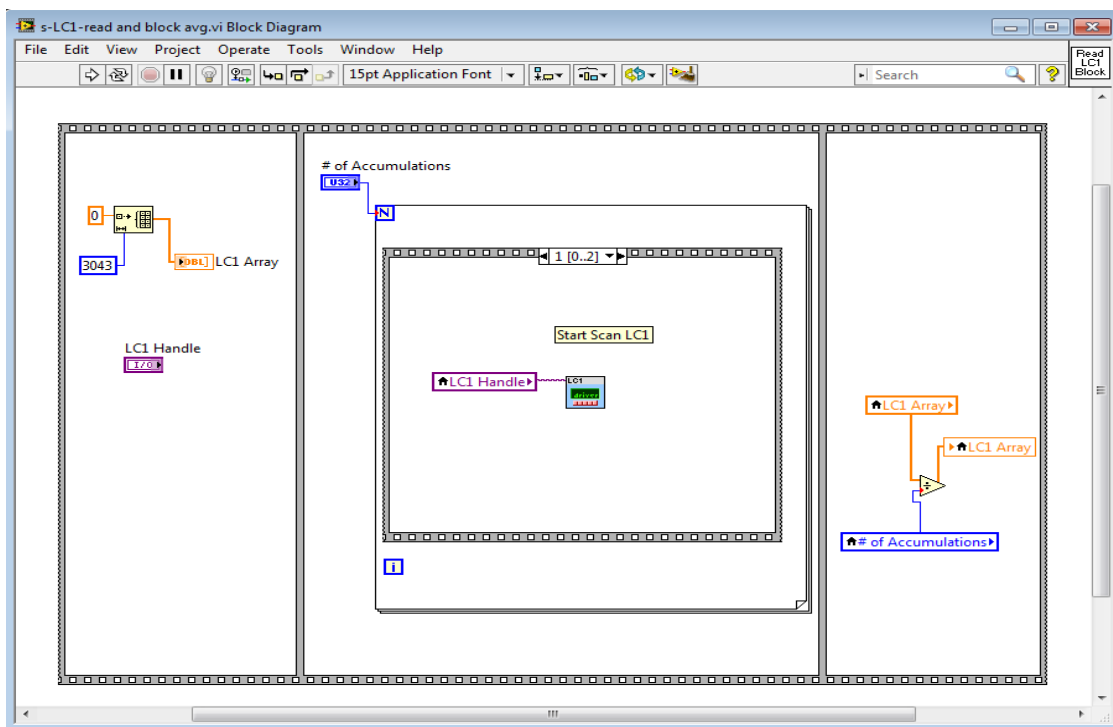 s-LC1-read and block avg.vi Block Diagram
File Edit View Project Operate Tools Window Help
15pt Application Font
Search
?
Read
LC1
Block
# of Accumulations
U32
N
0
3043
DBL]
LC1 Array
LC1 Handle
I/O
1 [0..2]
Start Scan LC1
LC1 Handle
LC1
driver
i
LC1 Array
LC1 Array
÷
# of Accumulations